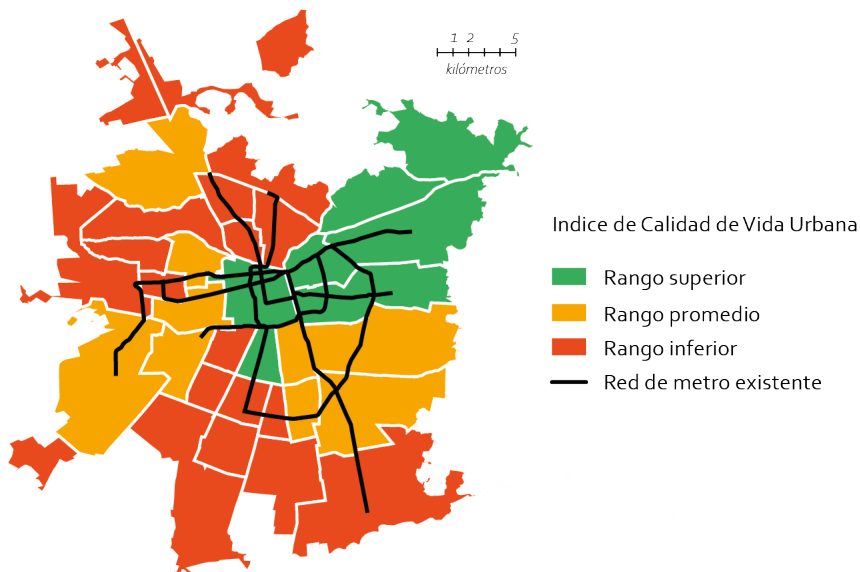 1 2 5
kilómetros
Indice de Calidad de Vida Urbana
Rango superior
Rango promedio
Rango inferior
Red de metro existente